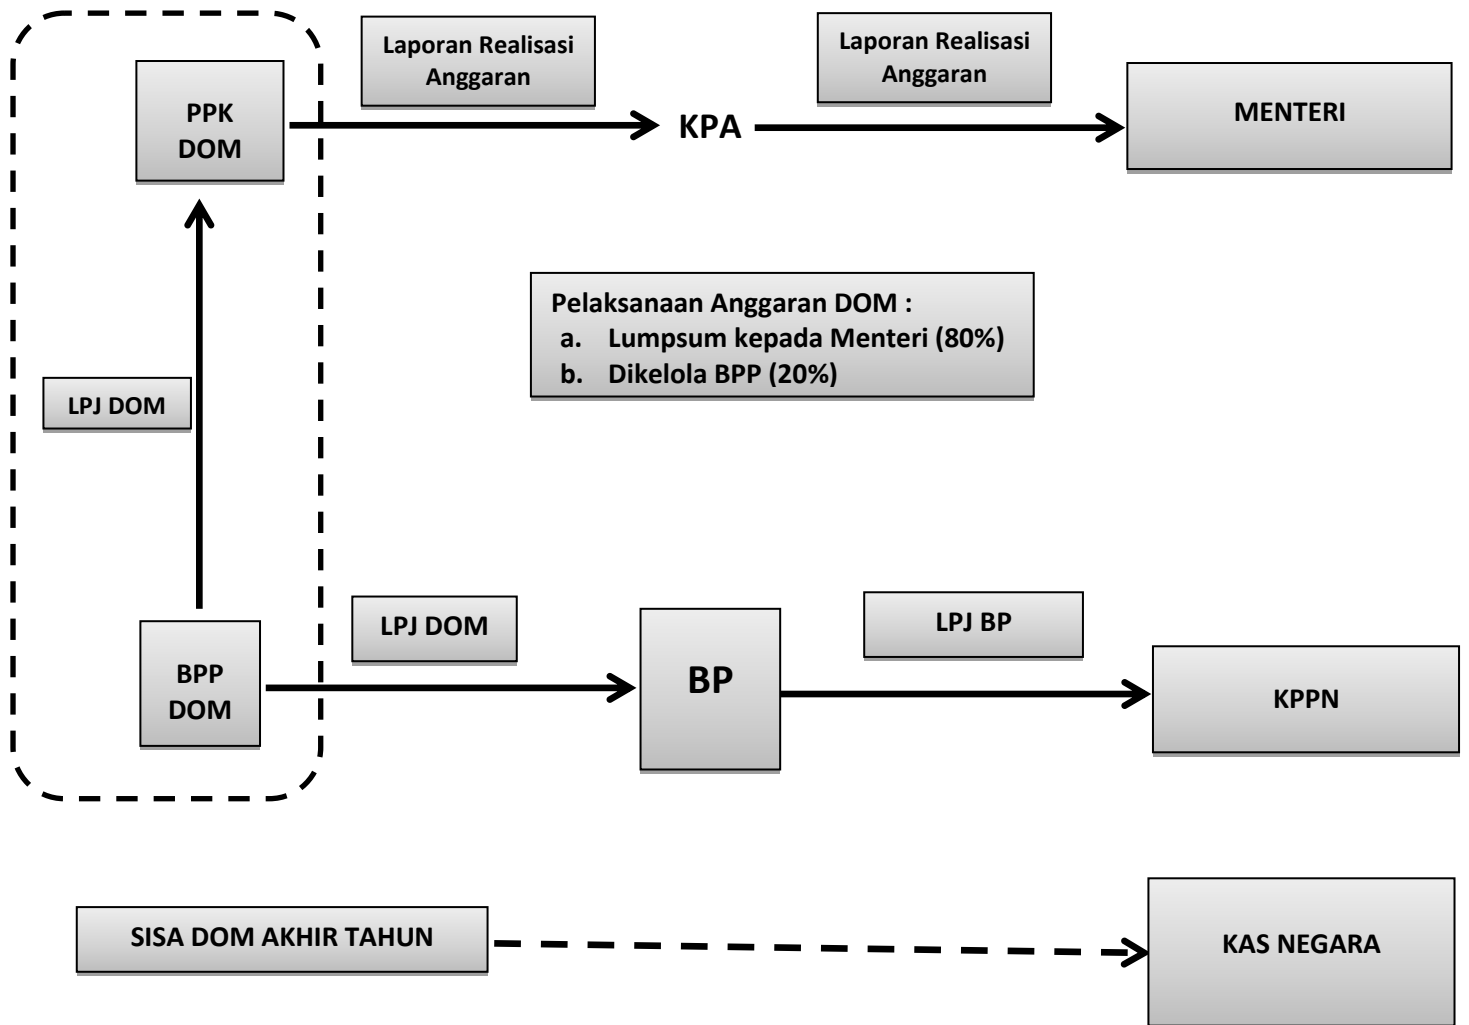 Laporan Realisasi
Anggaran
Laporan Realisasi
Anggaran
PPK
DOM
KPA
MENTERI
Pelaksanaan Anggaran DOM :
a. Lumpsum kepada Menteri (80%)
b. Dikelola BPP (20%)
LPJ DOM
BPP
DOM
LPJ DOM
BP
LPJ BP
KPPN
SISA DOM AKHIR TAHUN
KAS NEGARA